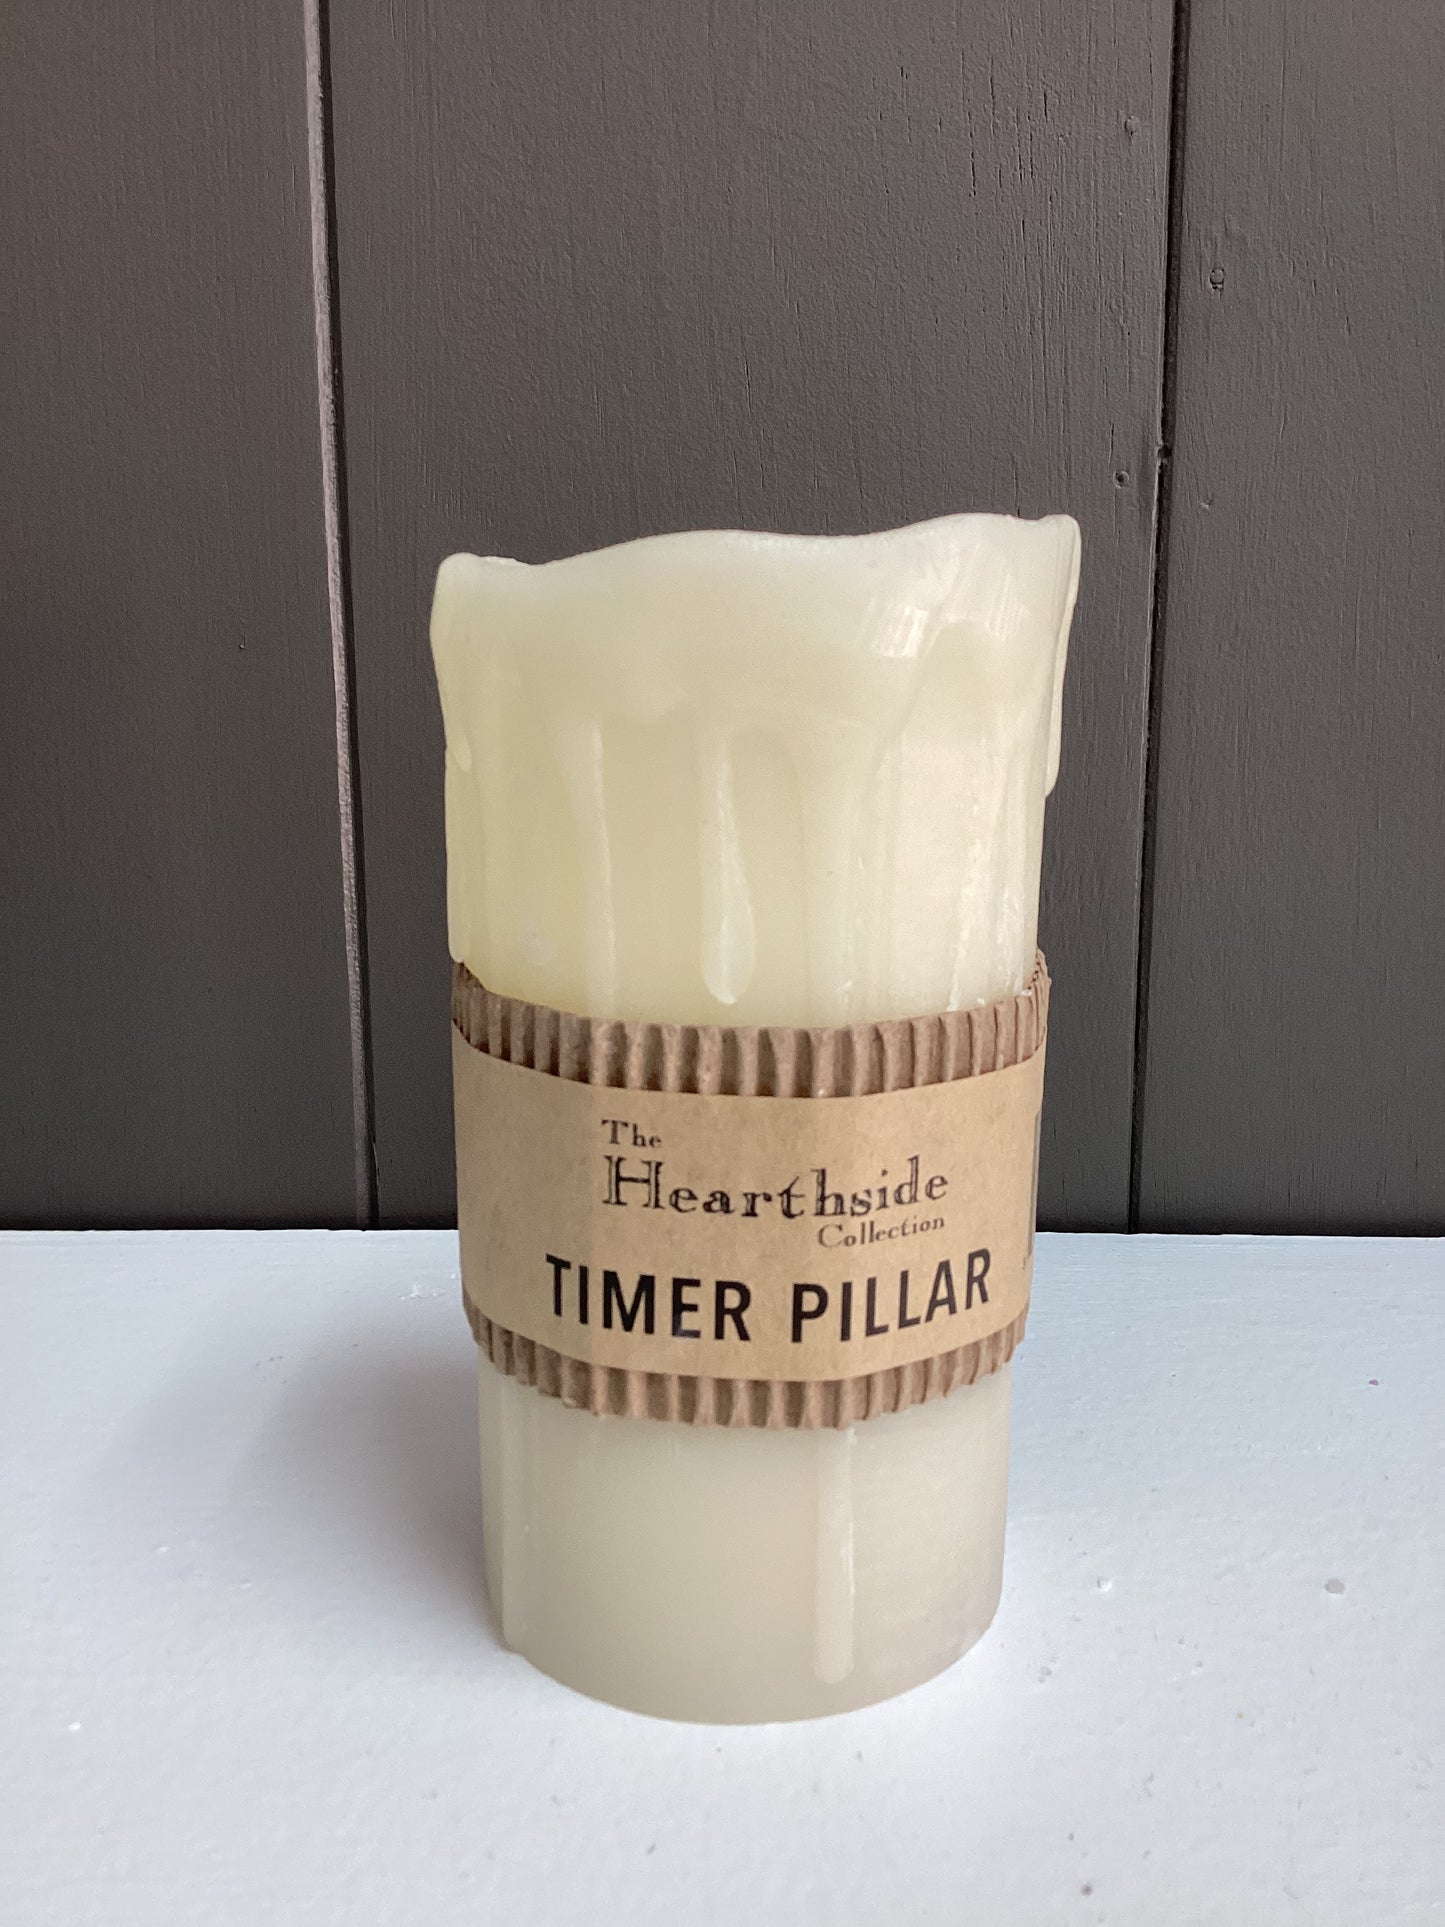 The
Hearthside
Collection
TIMER PILLAR